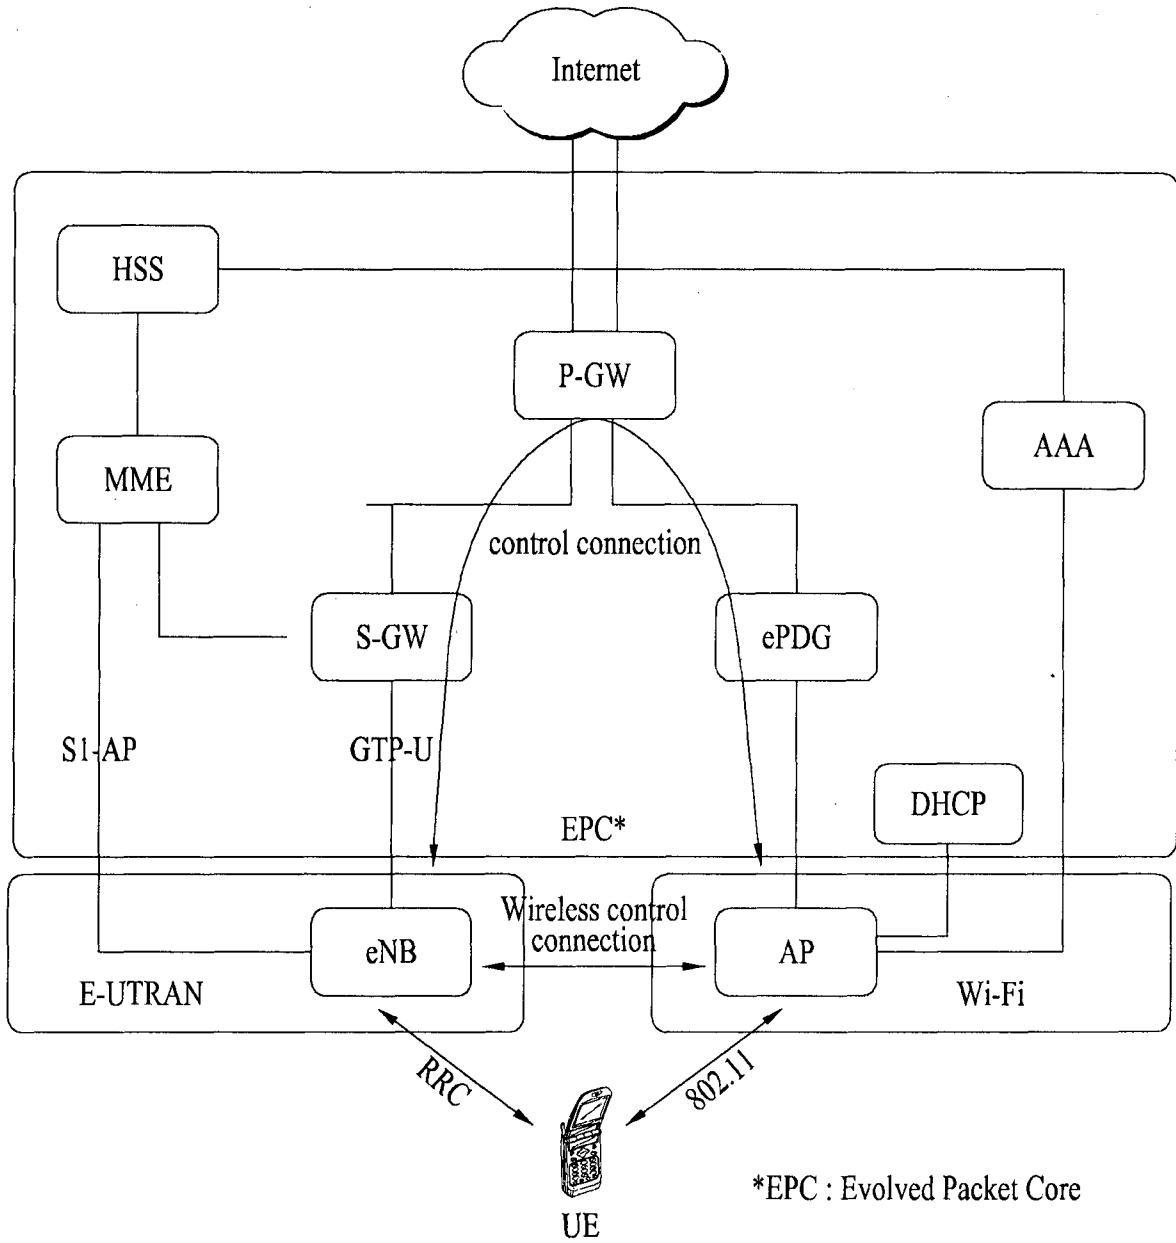 Internet
HSS
P-GW
AAA
MME
control connection
S-GW
ePDG
S1-AP
GTP-U
DHCP
EPC*
Wireless control
connection
eNB
AP
E-UTRAN
Wi-Fi
RRC
802.11
*EPC : Evolved Packet Core
UE